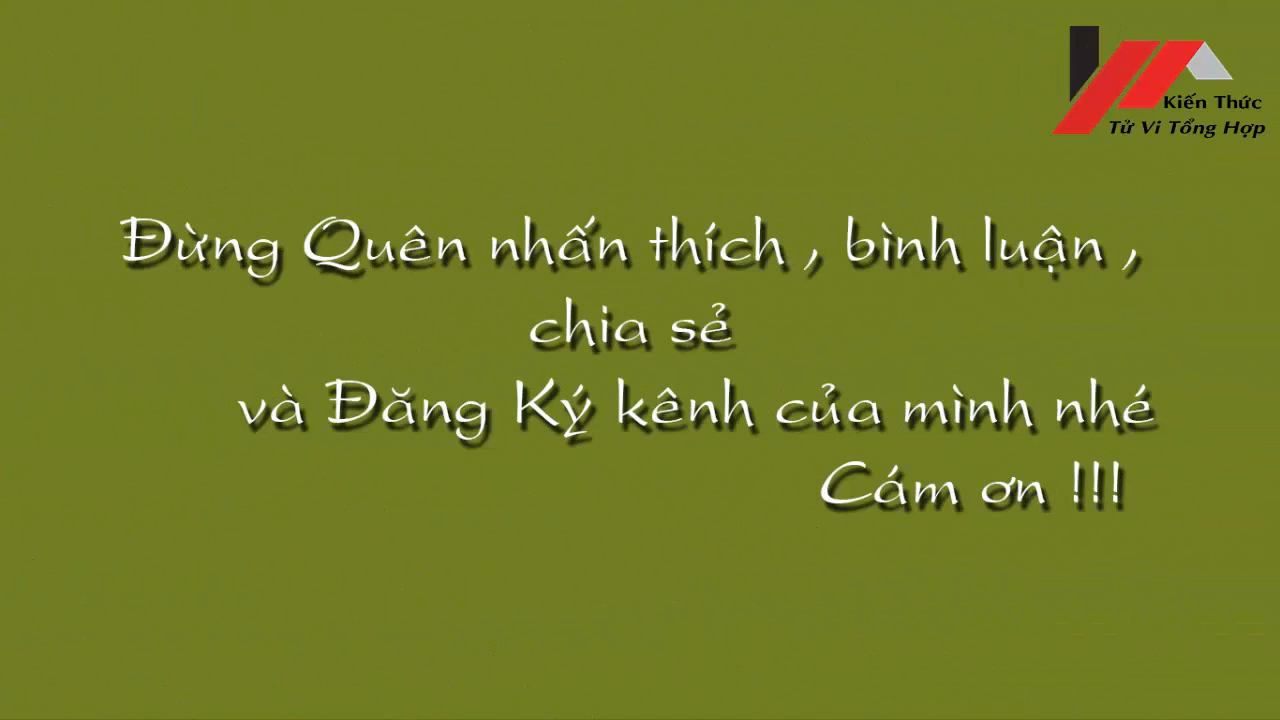 Kiến Thức
Tử Vi Tổng Hợp
Đừng Quên nhấn thích , bình luận ,
chia sẻ
và Đăng Ký kênh của mình nhé
Cám ơn !!!